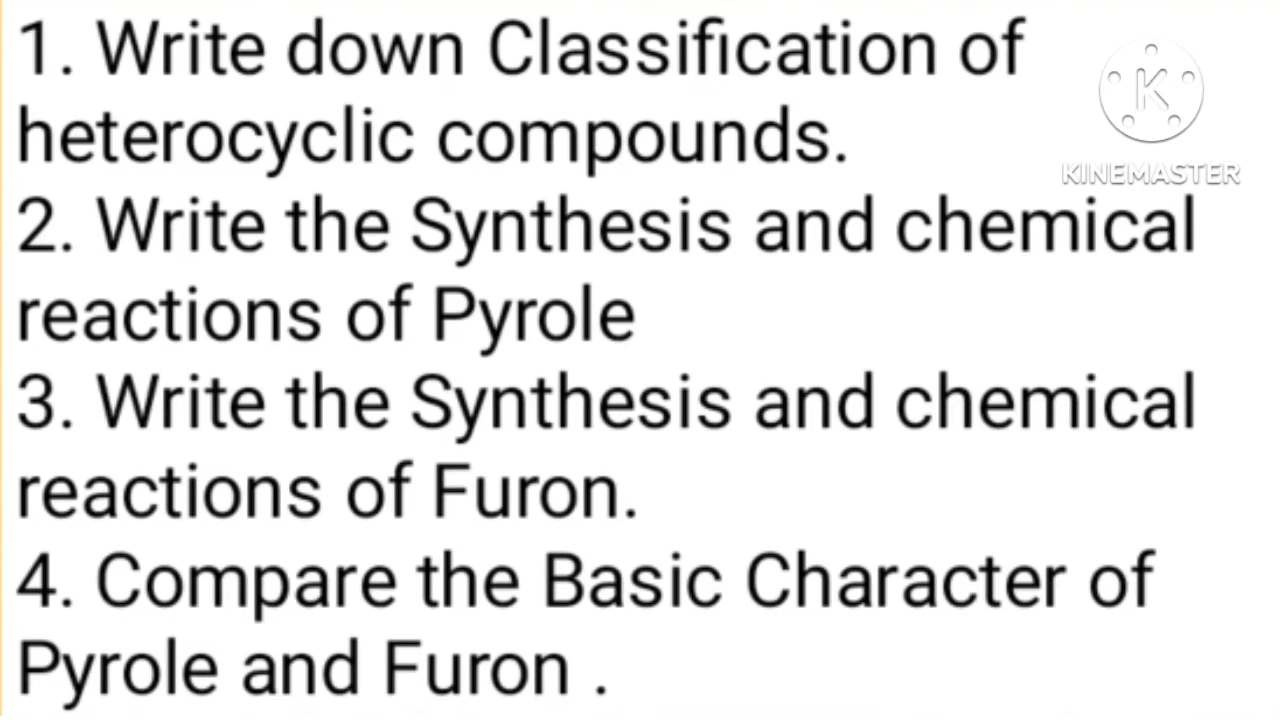 1. Write down Classification of
heterocyclic compounds.
K
KINEMASTER
2. Write the Synthesis and chemical
reactions of Pyrole
3. Write the Synthesis and chemical
reactions of Furon.
4. Compare the Basic Character of
Pyrole and Furon .